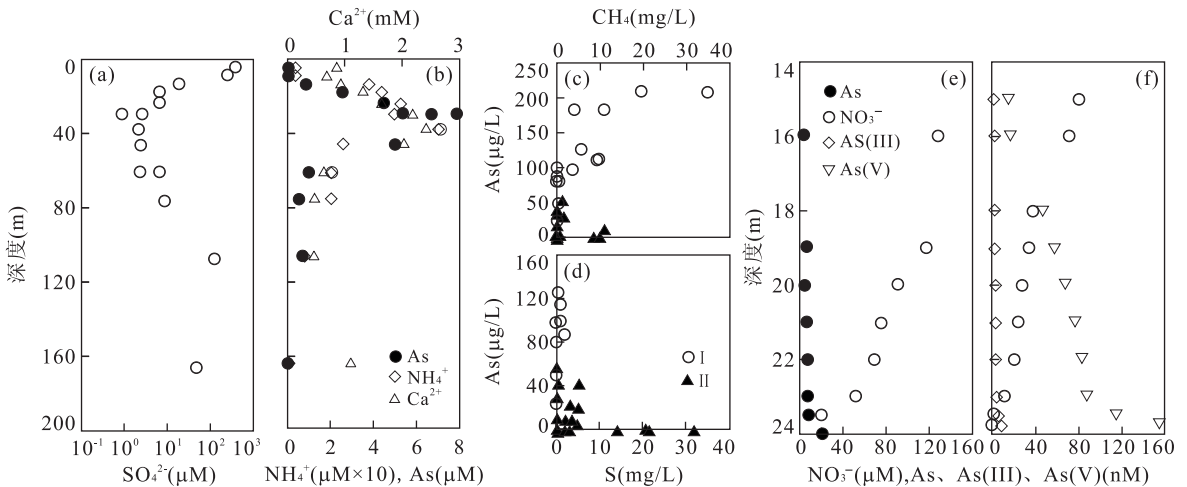 Ca²⁺(mM)
0 1 2 3
CH₄(mg/L)
0 10 20 30 40
(a)
0
40
80
120
160
200
深度(m)
10⁻¹ 10⁰ 10¹ 10² 10³
SO₄²⁻(μM)
(b)
As
NH₄⁺
Ca²⁺
0 2 4 6 8
NH₄⁺(μM×10), As(μM)
(c)
250
200
150
100
50
0
As(μg/L)
(d)
160
120
80
40
0
As(μg/L)
I
II
0 10 20 30 40
S(mg/L)
(e)
14
16
18
20
22
24
深度(m)
As
NO₃⁻
AS(III)
As(V)
0 40 80 120 160
(f)
0 40 80 120 160
NO₃⁻(μM),As、As(III)、As(V)(nM)